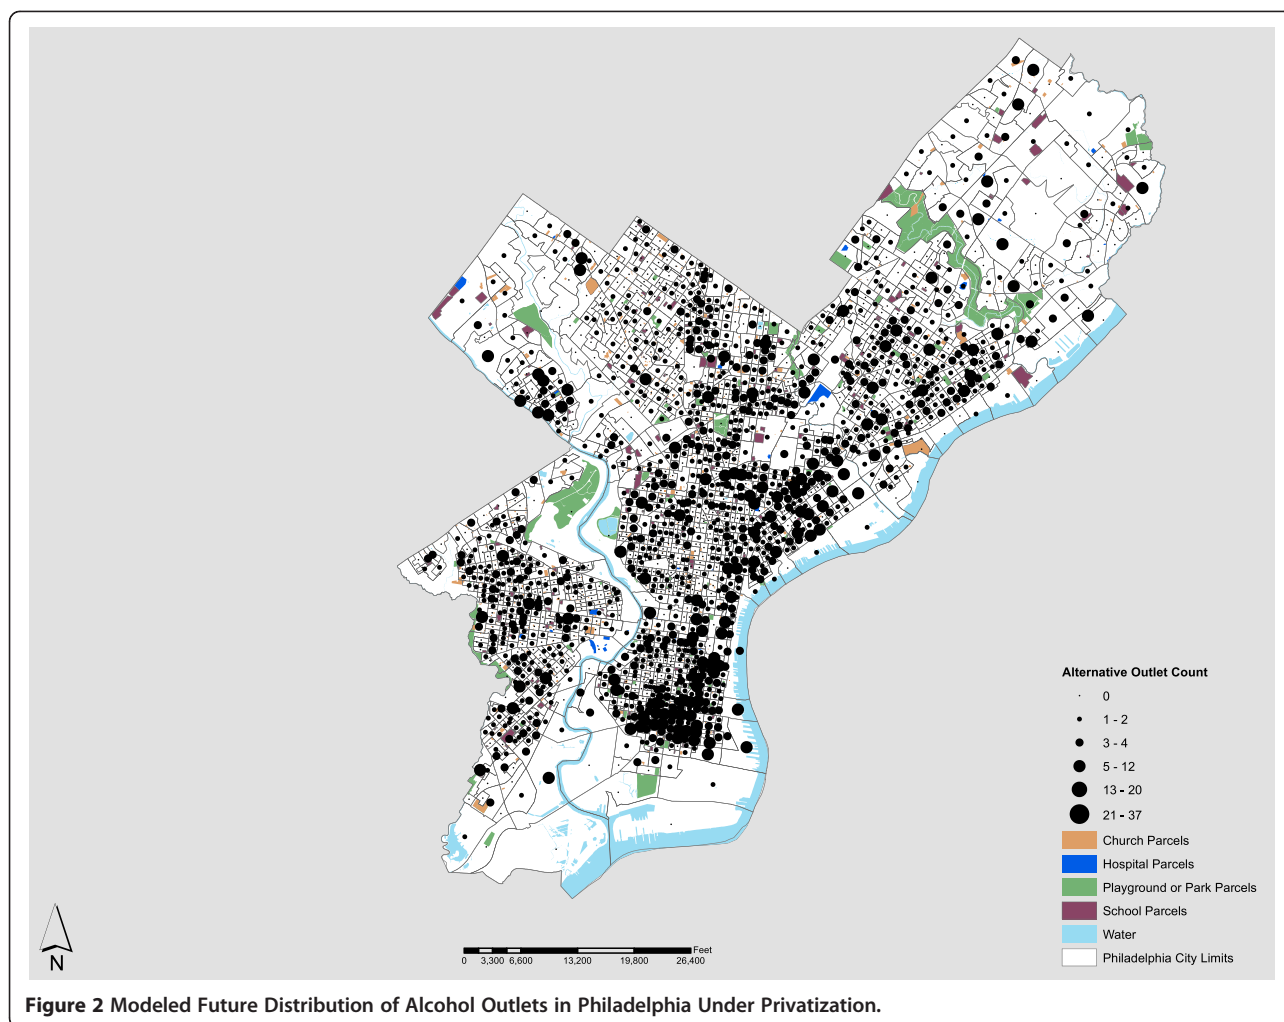 Alternative Outlet Count
0
1 - 2
3 - 4
5 - 12
13 - 20
21 - 37
Church Parcels
Hospital Parcels
Playground or Park Parcels
School Parcels
Water
Philadelphia City Limits
N
Feet
0 3,300 6,600 13,200 19,800 26,400
Figure 2 Modeled Future Distribution of Alcohol Outlets in Philadelphia Under Privatization.